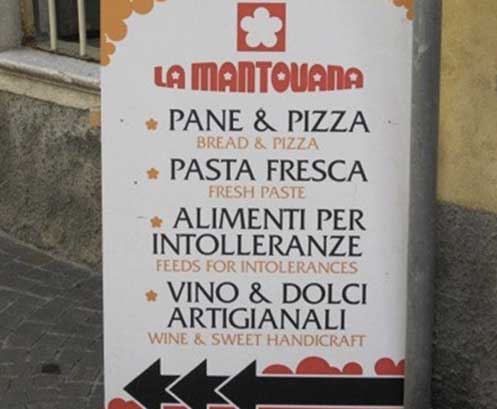 LA MANTOVANA
PANE & PIZZA
BREAD & PIZZA
PASTA FRESCA
FRESH PASTE
ALIMENTI PER
INTOLLERANZE
FEEDS FOR INTOLERANCES
VINO & DOLCI
ARTIGIANALI
WINE & SWEET HANDICRAFT